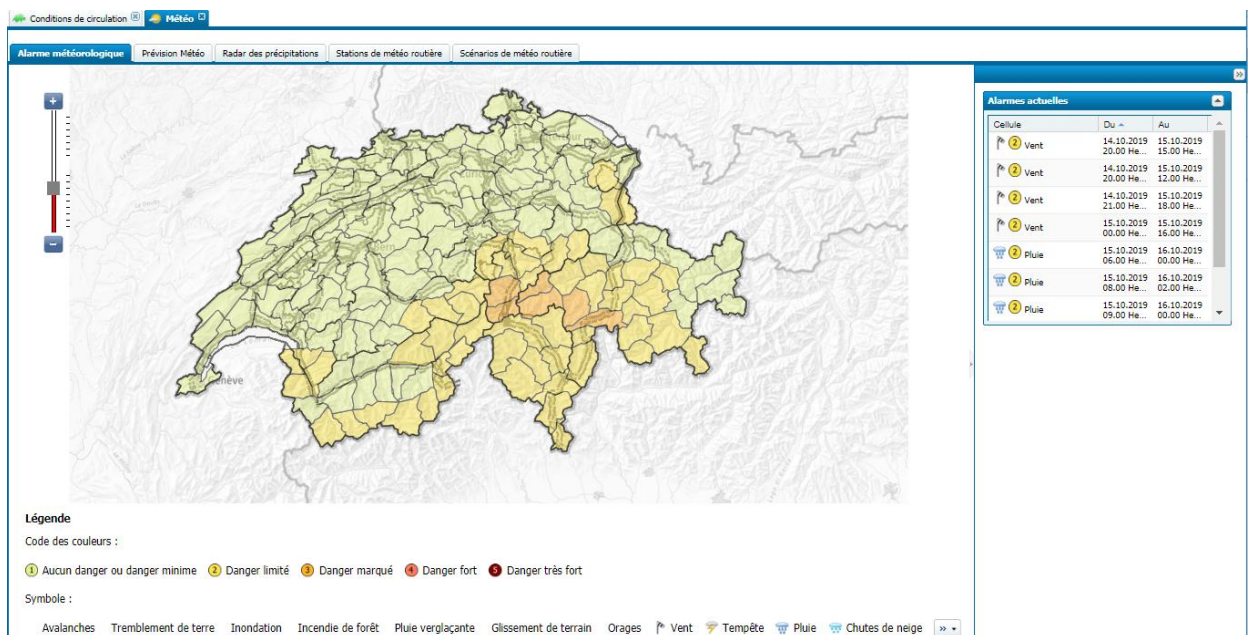 Conditions de circulation Météo
Alarme météorologique Prévision Météo Radar des précipitations Stations de météo routière Scénarios de météo routière
Alarmes actuelles
Cellule Du Au
2 Vent 14.10.2019 15.10.2019
20.00 He... 15.00 He...
2 Vent 14.10.2019 15.10.2019
20.00 He... 12.00 He...
2 Vent 14.10.2019 15.10.2019
21.00 He... 18.00 He...
2 Vent 15.10.2019 15.10.2019
00.00 He... 16.00 He...
2 Pluie 15.10.2019 16.10.2019
06.00 He... 00.00 He...
2 Pluie 15.10.2019 16.10.2019
08.00 He... 02.00 He...
2 Pluie 15.10.2019 16.10.2019
09.00 He... 00.00 He...
Légende
Code des couleurs :
1 Aucun danger ou danger minime 2 Danger limité 3 Danger marqué 4 Danger fort 5 Danger très fort
Symbole :
Avalanches Tremblement de terre Inondation Incendie de forêt Pluie verglaçante Glissement de terrain Orages Vent Tempête Pluie Chutes de neige »